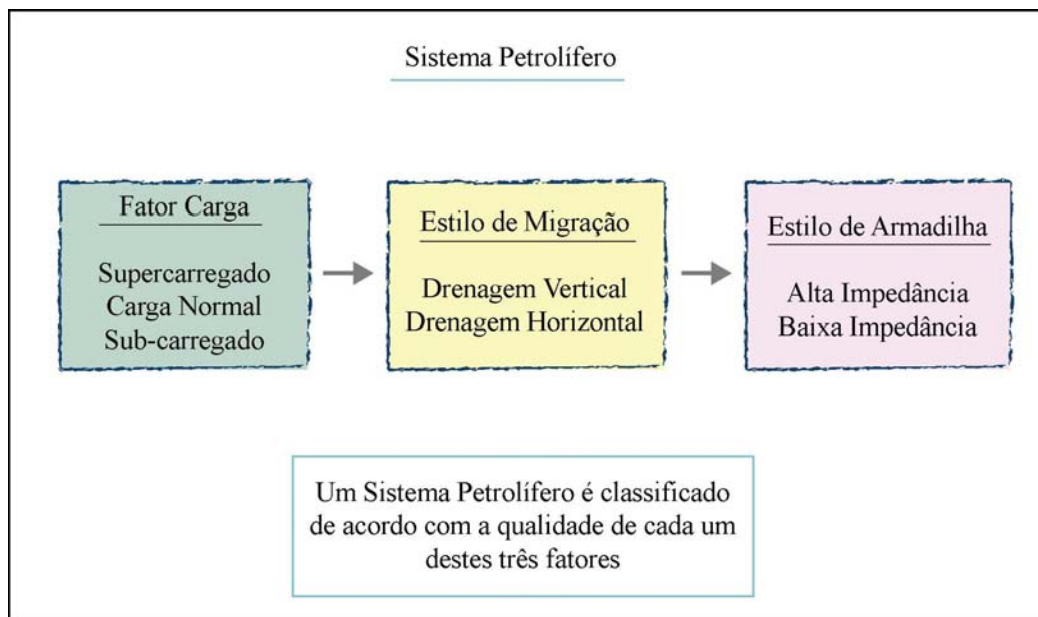 Sistema Petrolífero
Fator Carga
Supercarregado
Carga Normal
Sub-carregado
Estilo de Migração
Drenagem Vertical
Drenagem Horizontal
Estilo de Armadilha
Alta Impedância
Baixa Impedância
Um Sistema Petrolífero é classificado
de acordo com a qualidade de cada um
destes três fatores